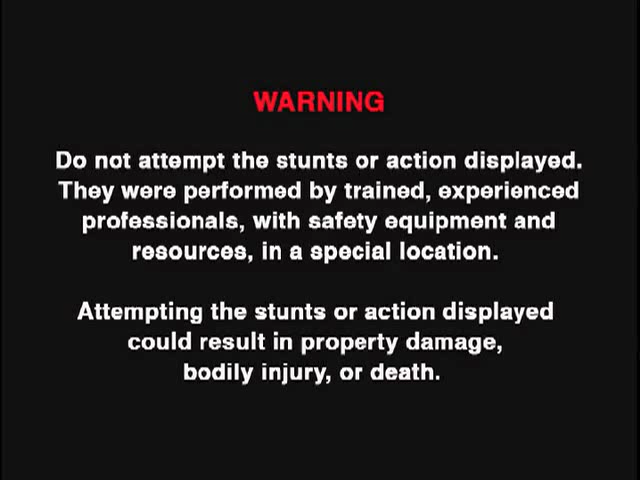 WARNING
Do not attempt the stunts or action displayed.
They were performed by trained, experienced
professionals, with safety equipment and
resources, in a special location.
Attempting the stunts or action displayed
could result in property damage,
bodily injury, or death.